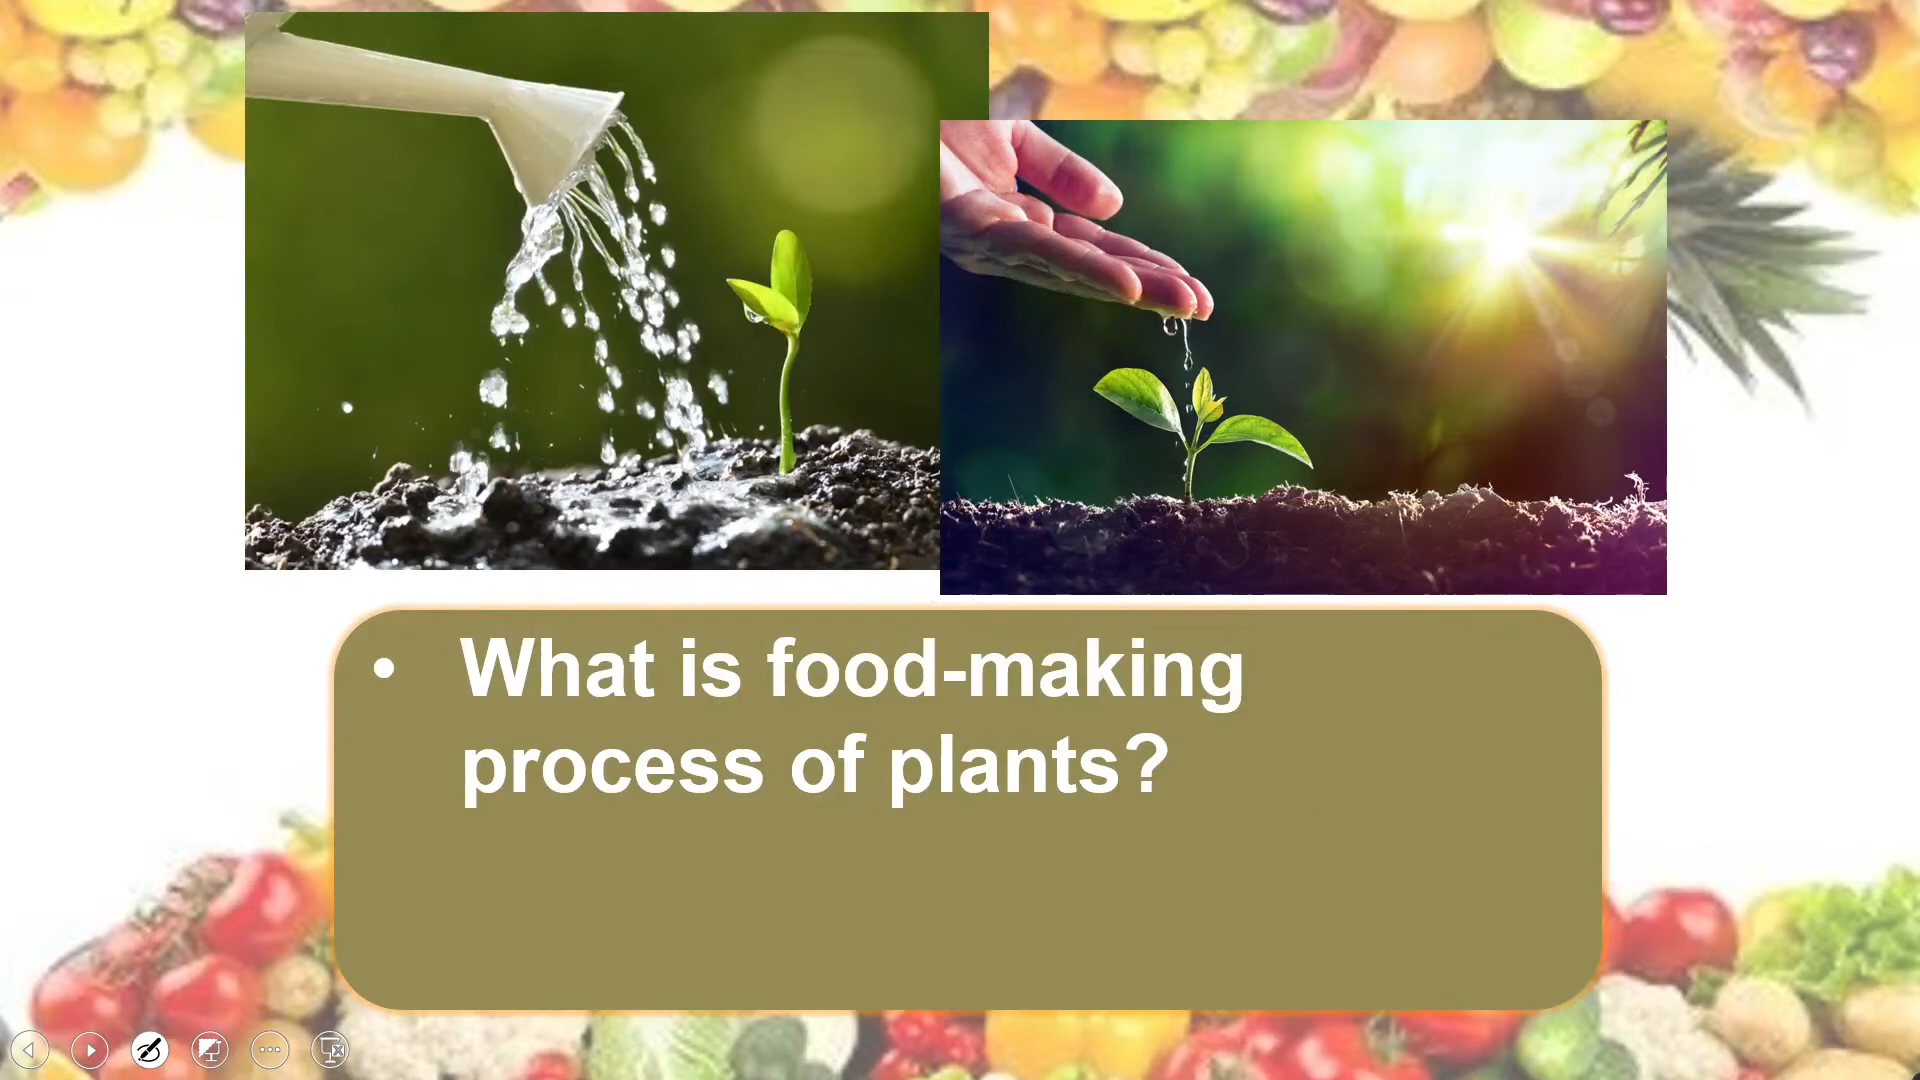 • What is food-making
process of plants?